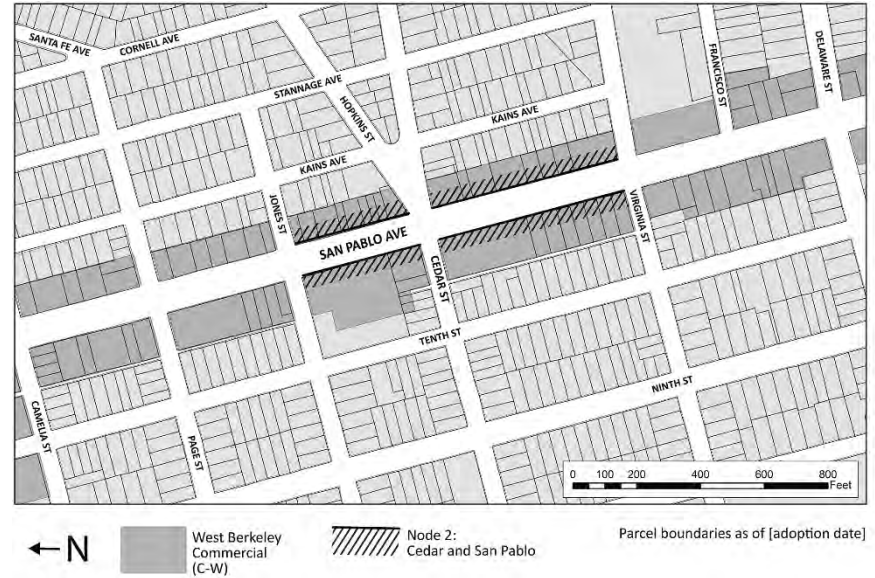 SANTA FE AVE
CORNELL AVE
STANNAGE AVE
HOPKINS ST
KAINS AVE
FRANCISCO ST
DELAWARE ST
KAINS AVE
JONES ST
SAN PABLO AVE
CEDAR ST
VIRGINIA ST
TENTH ST
NINTH ST
CAMELIA ST
PAGE ST
0 100 200 400 600 800
Feet
N
West Berkeley
Commercial
(C-W)
Node 2:
Cedar and San Pablo
Parcel boundaries as of [adoption date]